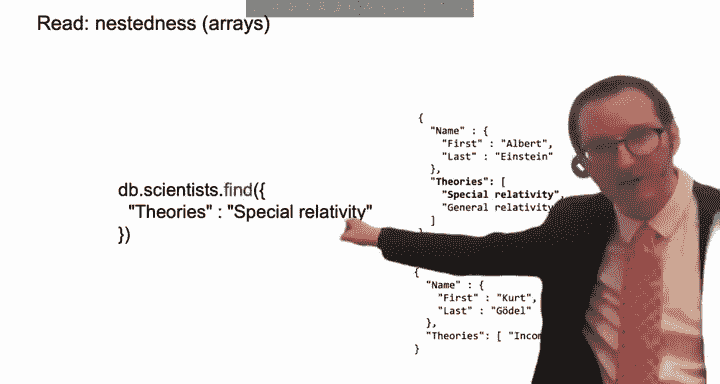 Read: nestedness (arrays)
db.scientists.find({
"Theories" : "Special relativity"
})
{
"Name" : {
"First" : "Albert",
"Last" : "Einstein"
},
"Theories": [
"Special relativity",
"General relativity
]
}
{
"Name" : {
"First" : "Kurt",
"Last" : "Gödel"
},
"Theories": [
}